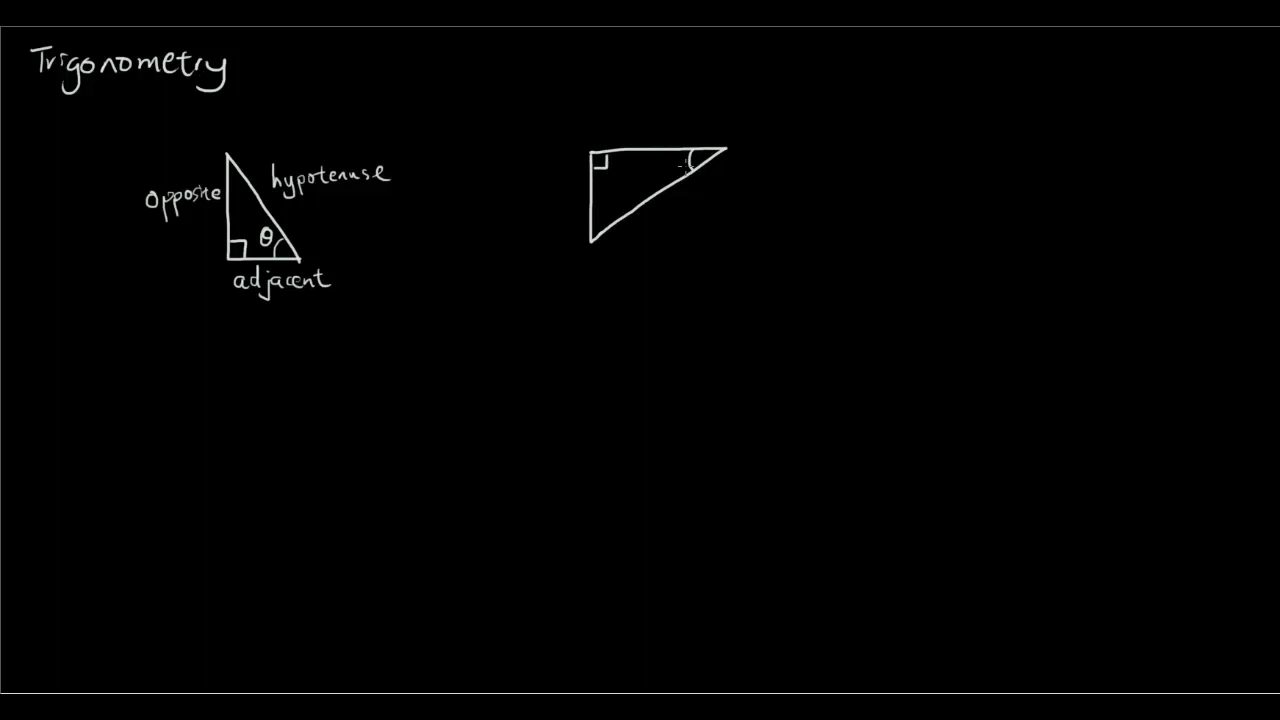 Trigonometry
hypotenuse
opposite
θ
adjacent